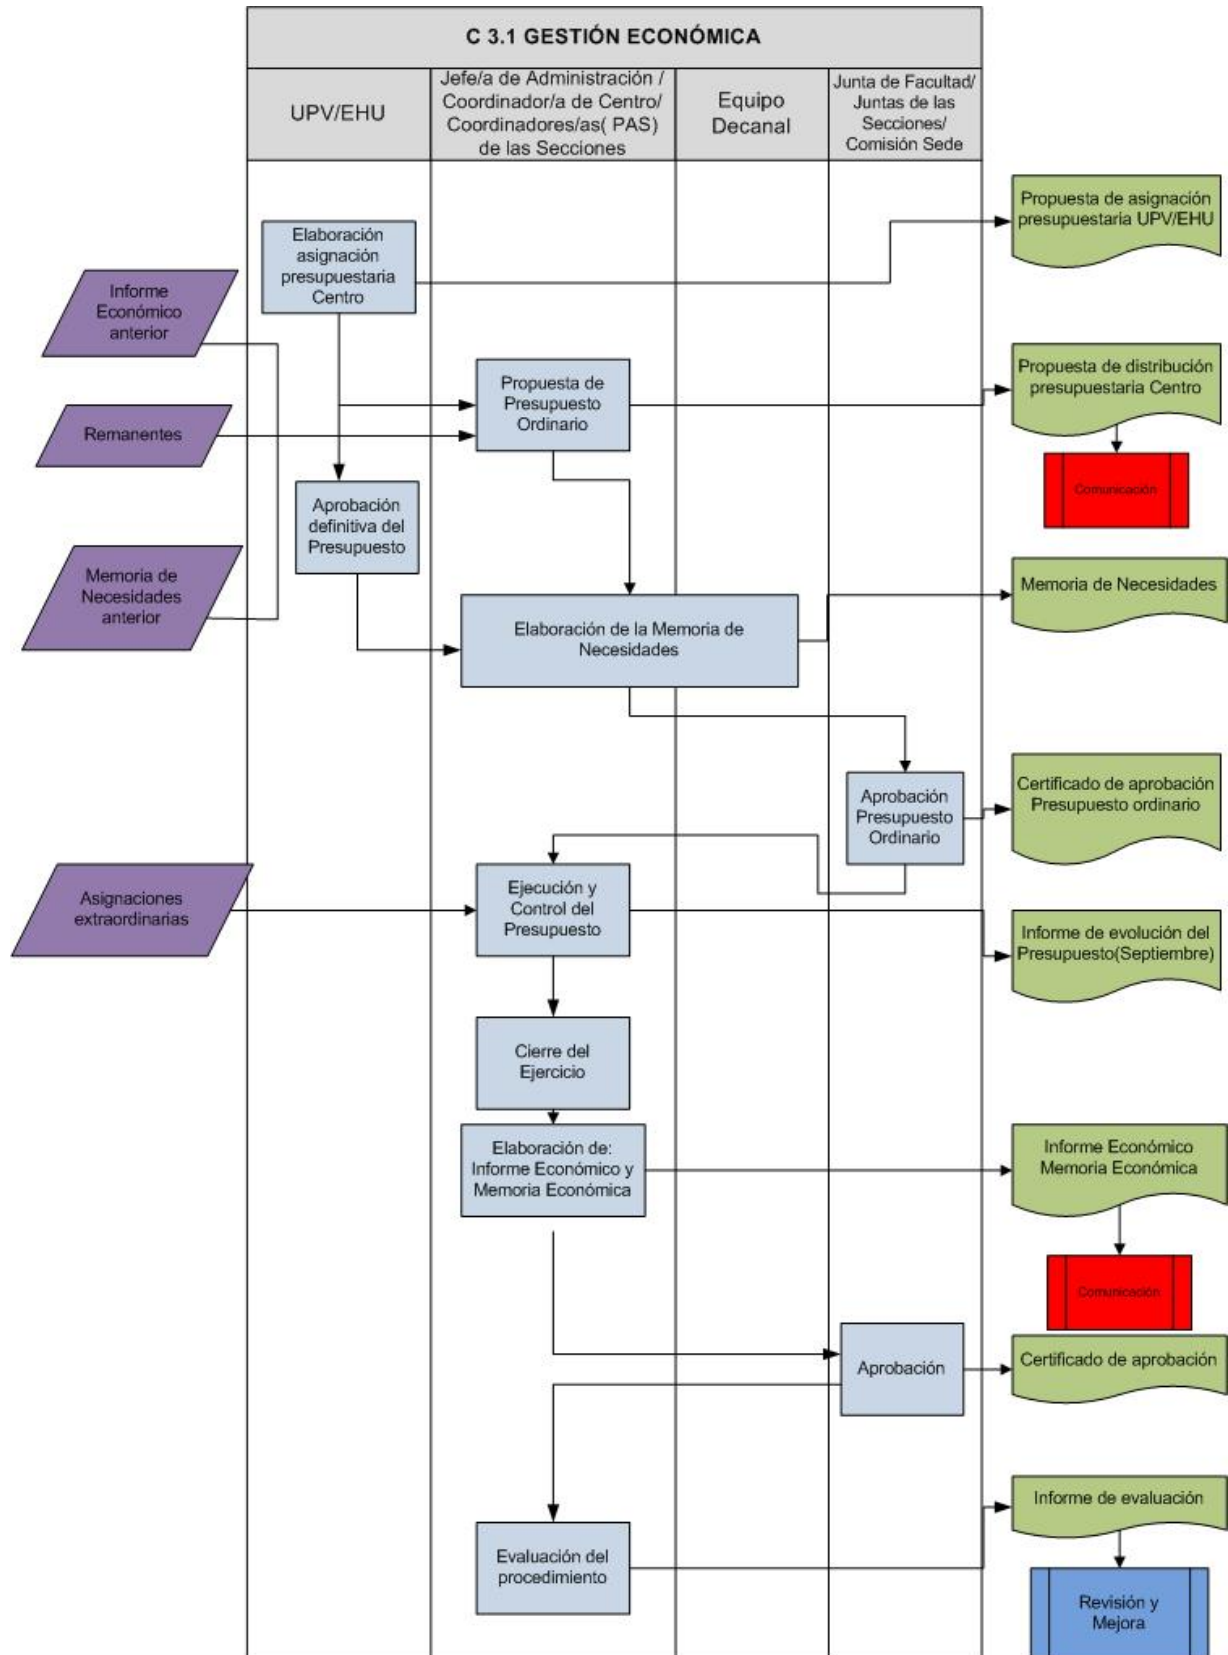 C 3.1 GESTIÓN ECONÓMICA
UPV/EHU
Jefe/a de Administración /
Coordinador/a de Centro/
Coordinadores/as( PAS)
de las Secciones
Equipo
Decanal
Junta de Facultad/
Juntas de las
Secciones/
Comisión Sede
Propuesta de asignación
presupuestaria UPV/EHU
Elaboración
asignación
presupuestaria
Centro
Informe
Económico
anterior
Propuesta de
Presupuesto
Ordinario
Propuesta de distribución
presupuestaria Centro
Remanentes
Comunicación
Aprobación
definitiva del
Presupuesto
Memoria de
Necesidades
anterior
Memoria de Necesidades
Elaboración de la Memoria de
Necesidades
Aprobación
Presupuesto
Ordinario
Certificado de aprobación
Presupuesto ordinario
Asignaciones
extraordinarias
Ejecución y
Control del
Presupuesto
Informe de evolución del
Presupuesto(Septiembre)
Cierre del
Ejercicio
Elaboración de:
Informe Económico y
Memoria Económica
Informe Económico
Memoria Económica
Comunicación
Aprobación
Certificado de aprobación
Informe de evaluación
Evaluación del
procedimiento
Revisión y
Mejora